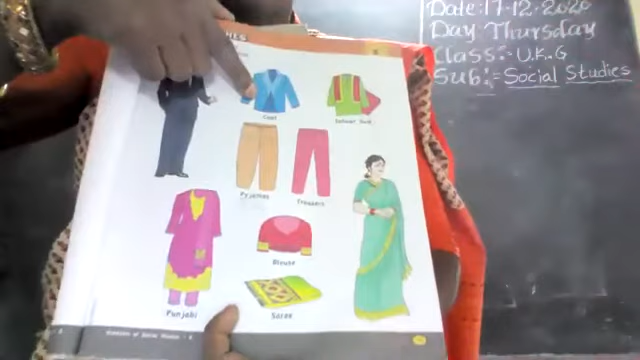 Date: 17-12-2020
Day: Thursday
Class:- U.K.G
Sub:- Social Studies
Coat
Salwar Suit
Pyjamas
Trousers
Blouse
Punjabi
Saree